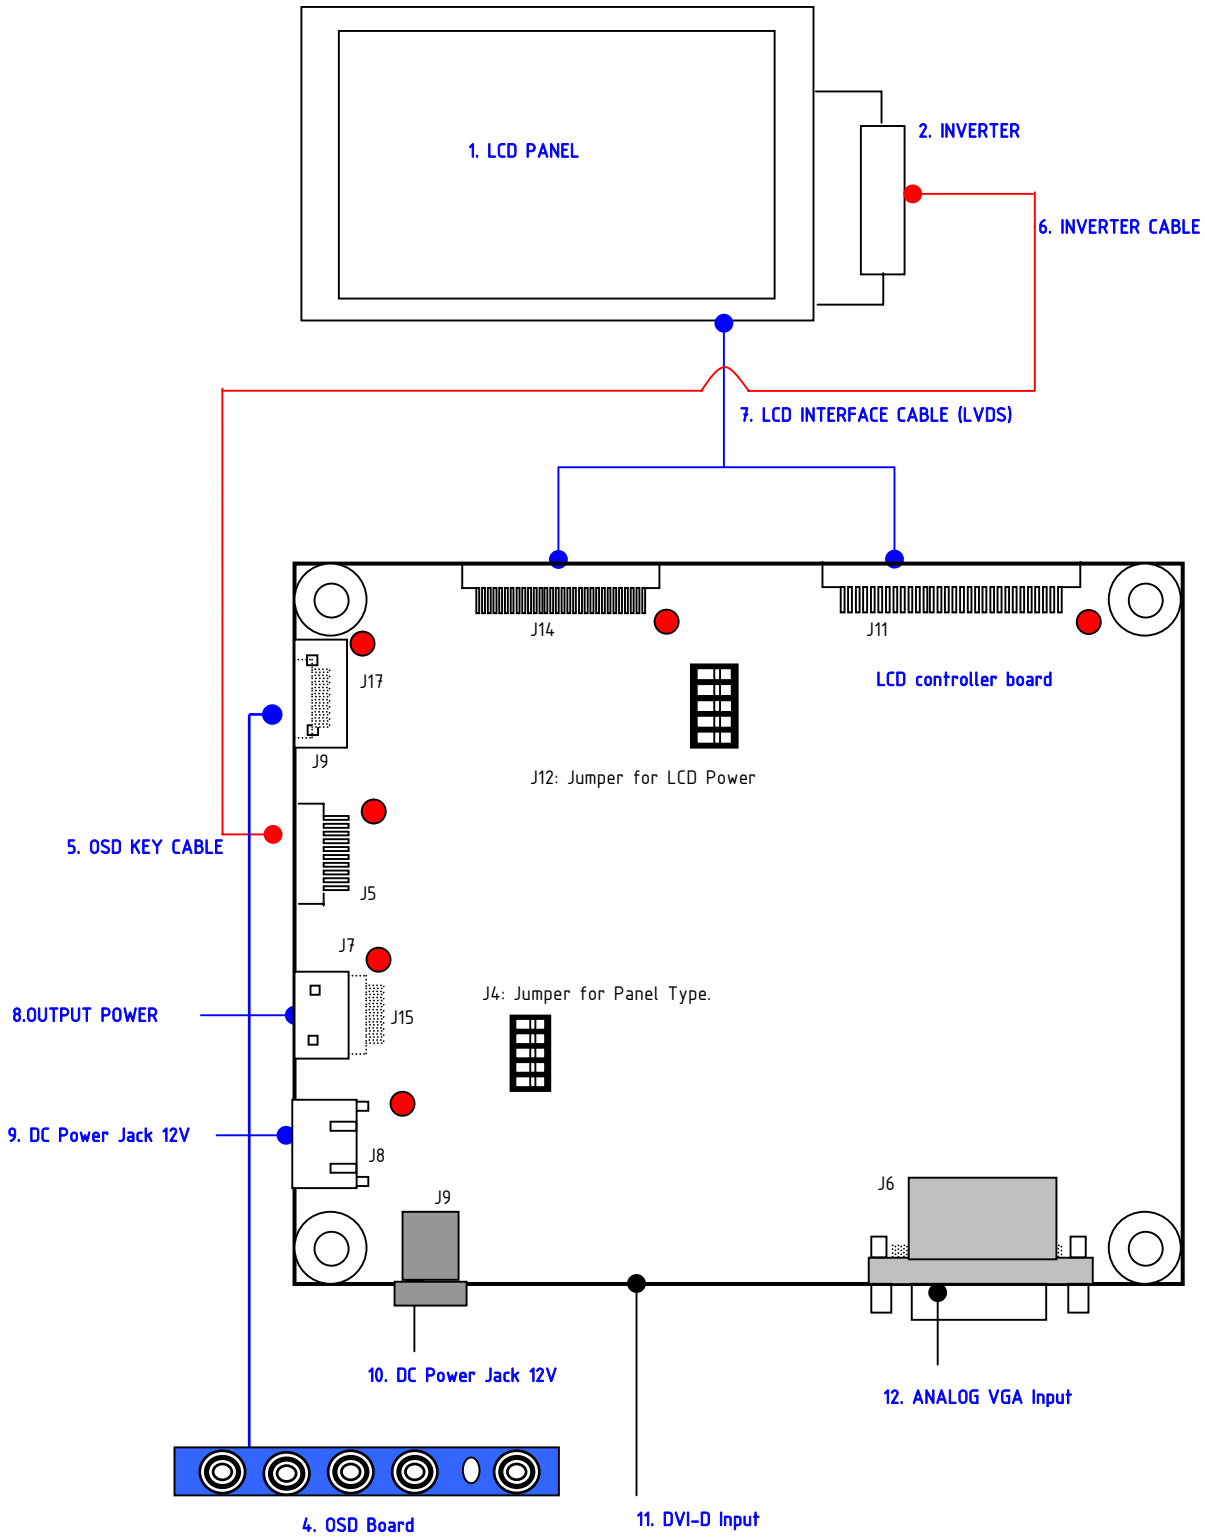 2. INVERTER
1. LCD PANEL
6. INVERTER CABLE
7. LCD INTERFACE CABLE (LVDS)
J14
J11
J17
LCD controller board
J9
J12: Jumper for LCD Power
5. OSD KEY CABLE
J5
J7
J4: Jumper for Panel Type.
8.OUTPUT POWER
J15
9. DC Power Jack 12V
J8
J6
J9
10. DC Power Jack 12V
12. ANALOG VGA Input
11. DVI-D Input
4. OSD Board